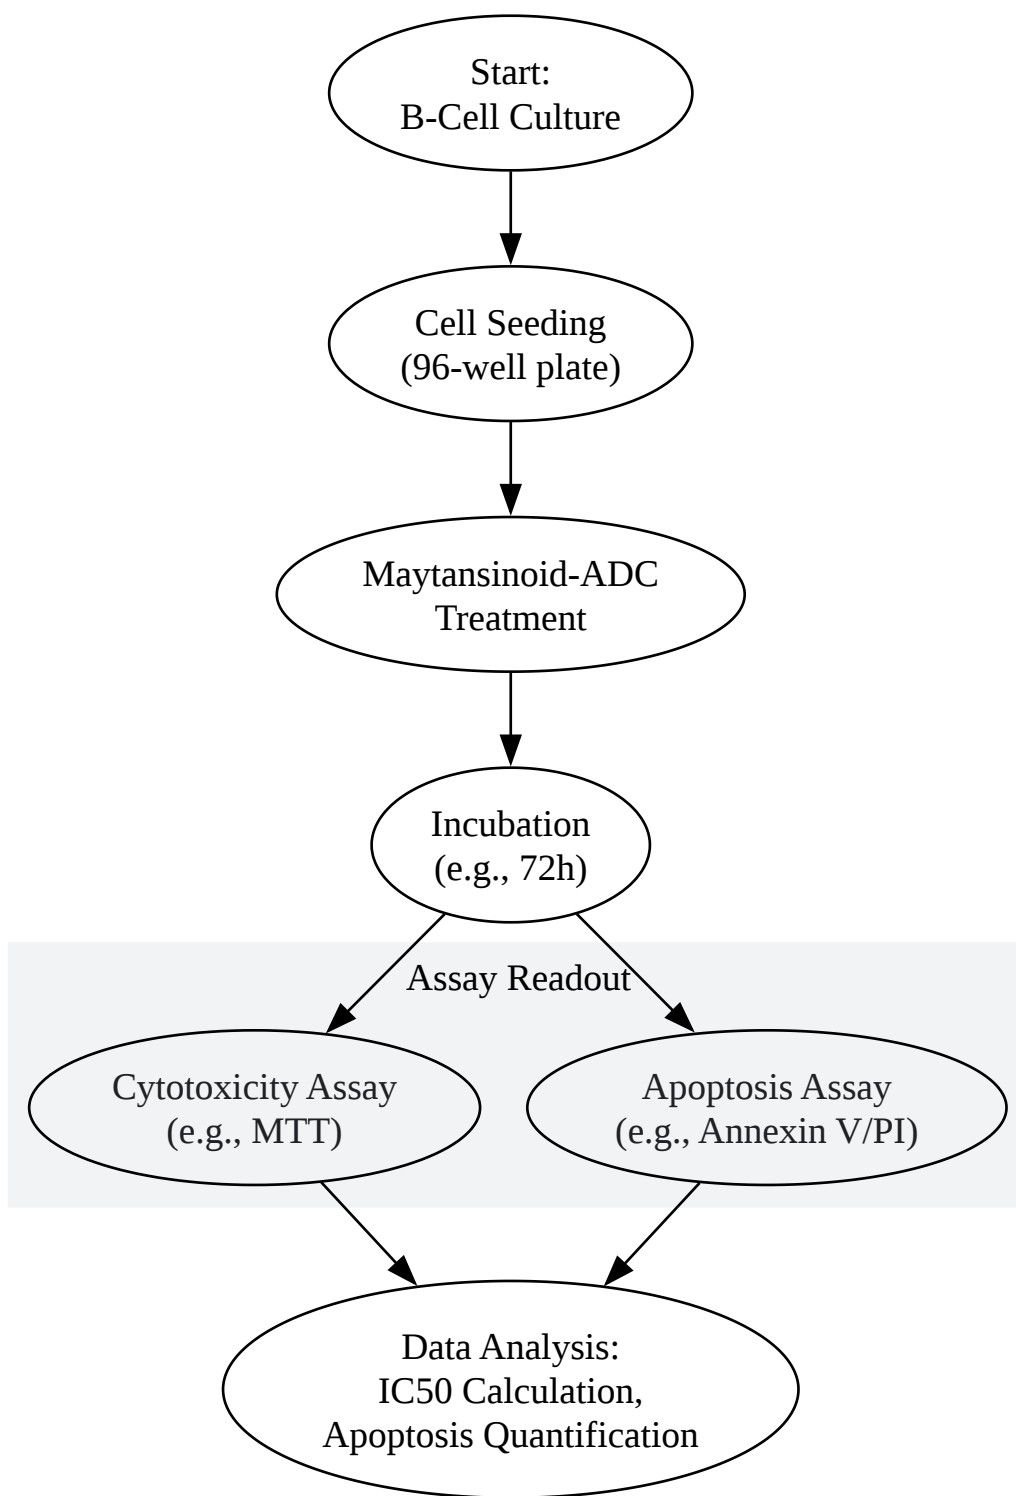 Start:
B-Cell Culture
Cell Seeding
(96-well plate)
Maytansinoid-ADC
Treatment
Incubation
(e.g., 72h)
Assay Readout
Cytotoxicity Assay
(e.g., MTT)
Apoptosis Assay
(e.g., Annexin V/PI)
Data Analysis:
IC50 Calculation,
Apoptosis Quantification